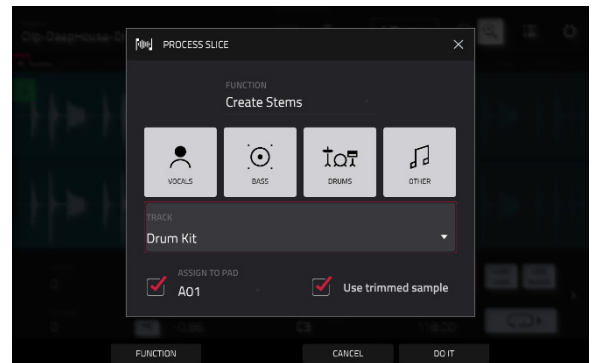 PROCESS SLICE
FUNCTION
Create Stems
VOCALS
BASS
DRUMS
OTHER
TRACK
Drum Kit
ASSIGN TO PAD
A01
Use trimmed sample
FUNCTION
CANCEL
DO IT